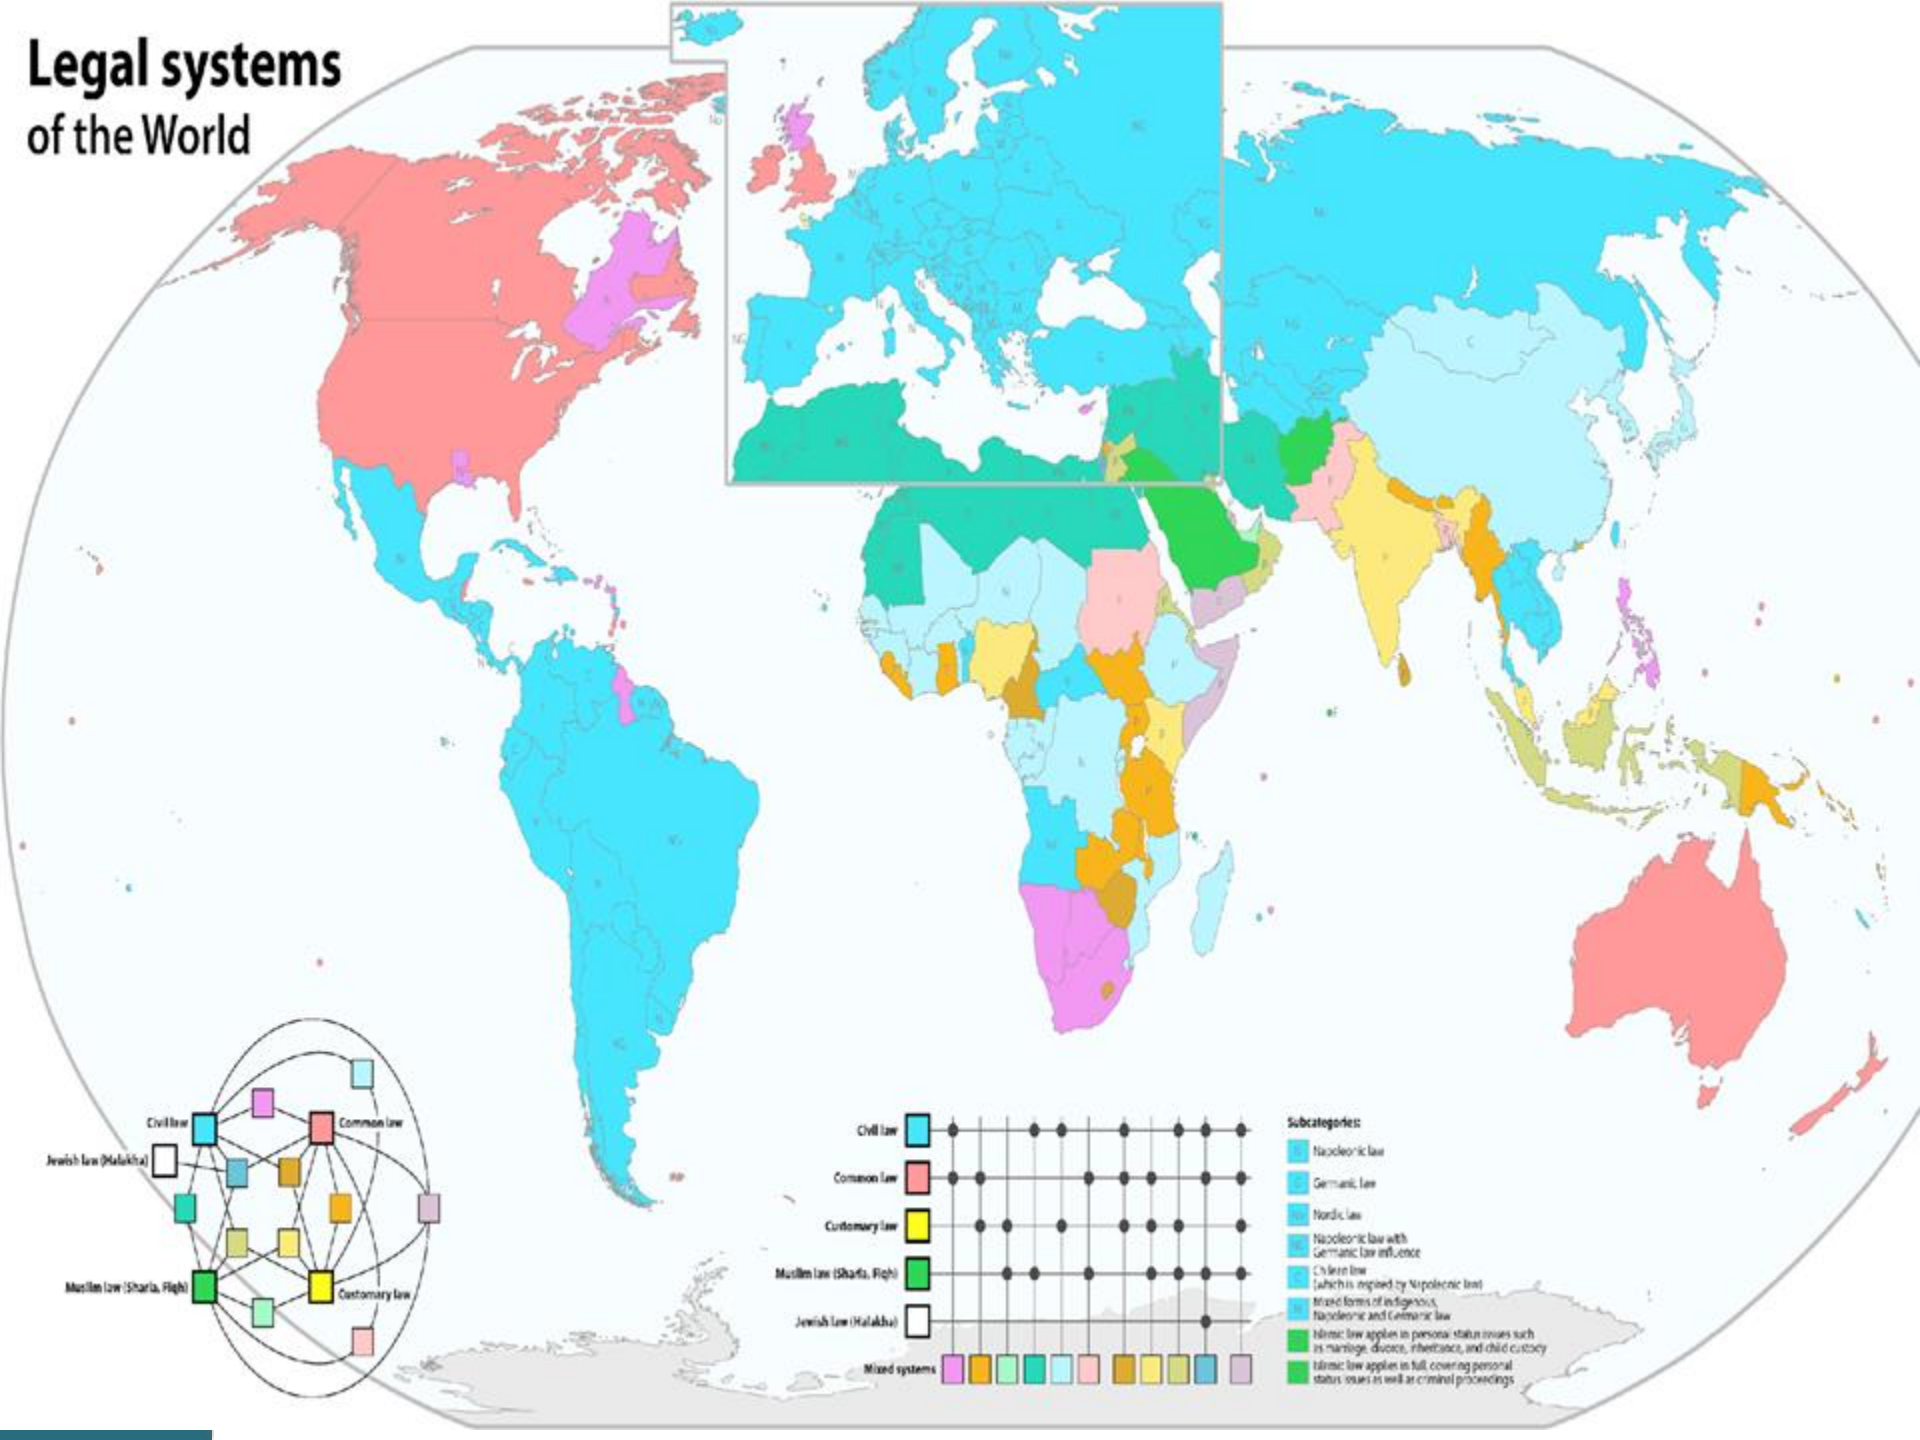 Legal systems
of the World
Civil law
Common law
Jewish law (Halakha)
Muslim law (Sharia, Fiqh)
Customary law
Civil law
Common law
Customary law
Muslim law (Sharia, Fiqh)
Jewish law (Halakha)
Mixed systems
Subcategories:
Napoleonic law
Germanic law
Nordic law
Napoleonic law with
Germanic law influence
Chilean law
(which is inspired by Napoleonic law)
Mixed forms of indigenous,
Napoleonic and Germanic law
Islamic law applies in personal status issues such
as marriage, divorce, inheritance, and child custody
Islamic law applies in full, covering personal
status issues as well as criminal proceedings